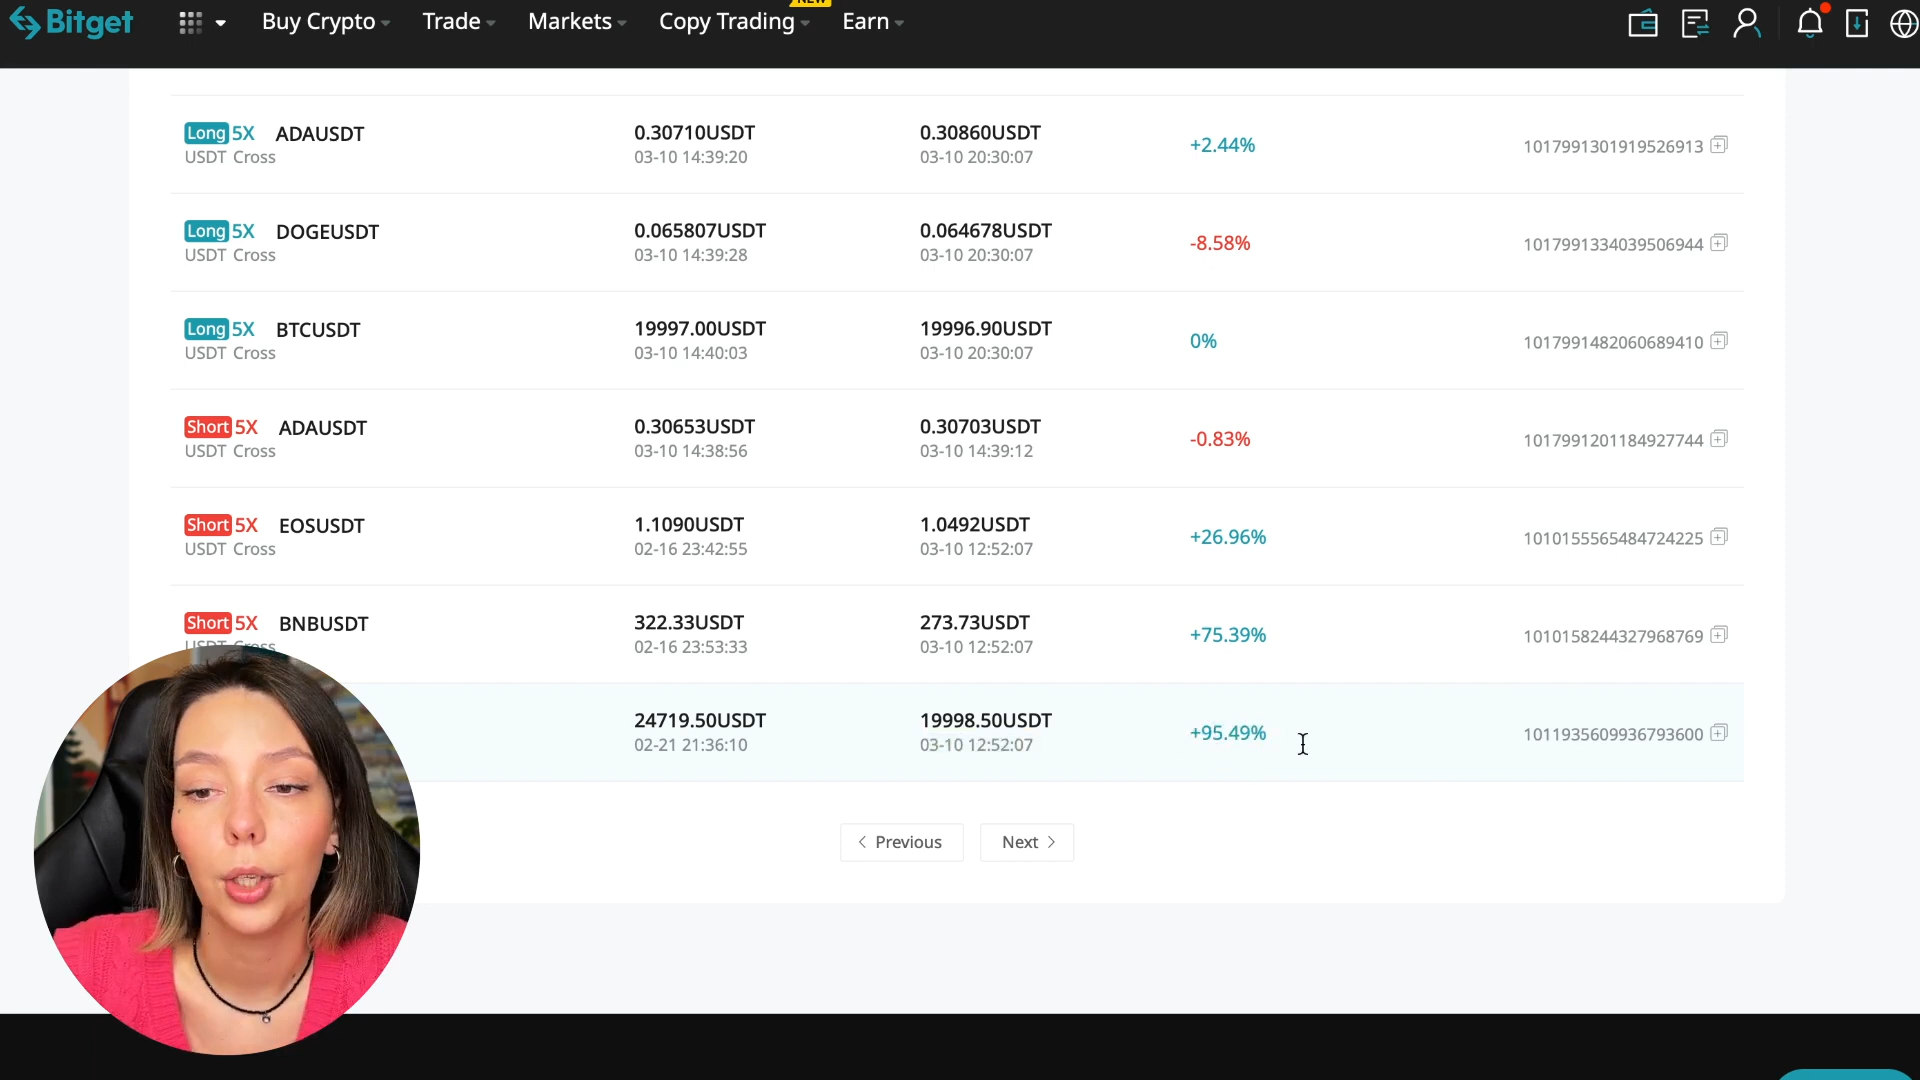 Bitget
Buy Crypto
Trade
Markets
Copy Trading
NEW
Earn
Long 5X ADAUSDT
USDT Cross
0.30710USDT
03-10 14:39:20
0.30860USDT
03-10 20:30:07
+2.44%
1017991301919526913
Long 5X DOGEUSDT
USDT Cross
0.065807USDT
03-10 14:39:28
0.064678USDT
03-10 20:30:07
-8.58%
1017991334039506944
Long 5X BTCUSDT
USDT Cross
19997.00USDT
03-10 14:40:03
19996.90USDT
03-10 20:30:07
0%
1017991482060689410
Short 5X ADAUSDT
USDT Cross
0.30653USDT
03-10 14:38:56
0.30703USDT
03-10 14:39:12
-0.83%
1017991201184927744
Short 5X EOSUSDT
USDT Cross
1.1090USDT
02-16 23:42:55
1.0492USDT
03-10 12:52:07
+26.96%
1010155565484724225
Short 5X BNBUSDT
USDT Cross
322.33USDT
02-16 23:53:33
273.73USDT
03-10 12:52:07
+75.39%
1010158244327968769
24719.50USDT
02-21 21:36:10
19998.50USDT
03-10 12:52:07
+95.49%
1011935609936793600
Previous
Next